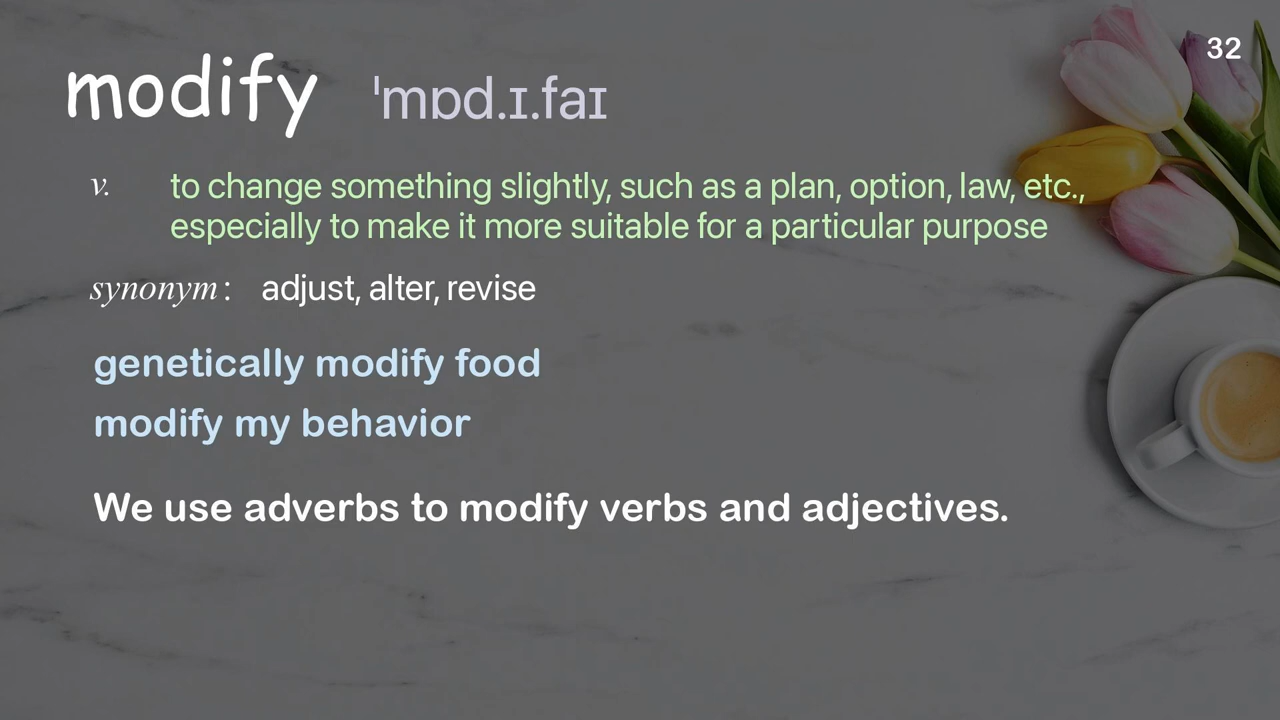 32
modify ˈmɒd.ɪ.faɪ
v. to change something slightly, such as a plan, option, law, etc.,
especially to make it more suitable for a particular purpose
synonym: adjust, alter, revise
genetically modify food
modify my behavior
We use adverbs to modify verbs and adjectives.